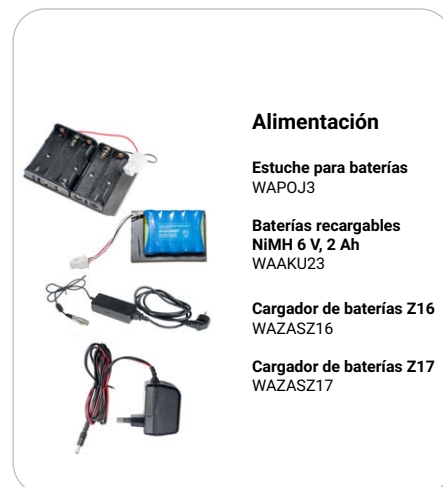 Alimentación
Estuche para baterías
WAPOJ3
Baterías recargables
NiMH 6 V, 2 Ah
WAAKU23
Cargador de baterías Z16
WAZASZ16
Cargador de baterías Z17
WAZASZ17